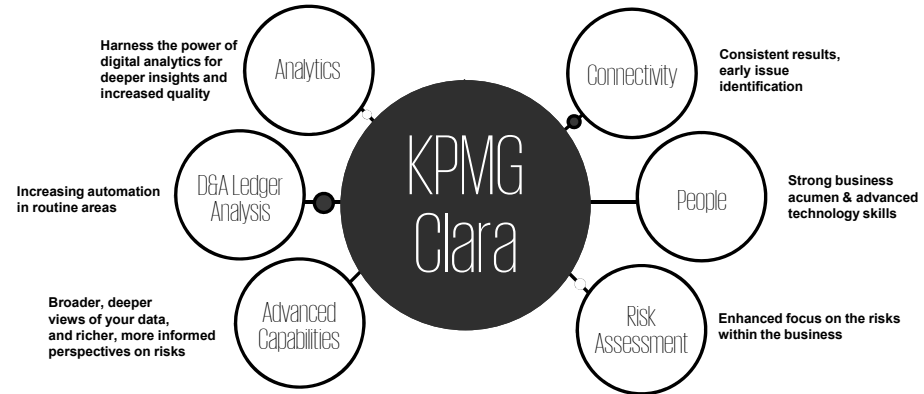 Harness the power of
digital analytics for
deeper insights and
increased quality
Analytics
Connectivity
Consistent results,
early issue
identification
KPMG
Clara
Increasing automation
in routine areas
D&A Ledger
Analysis
People
Strong business
acumen & advanced
technology skills
Broader, deeper
views of your data,
and richer, more informed
perspectives on risks
Advanced
Capabilities
Risk
Assessment
Enhanced focus on the risks
within the business